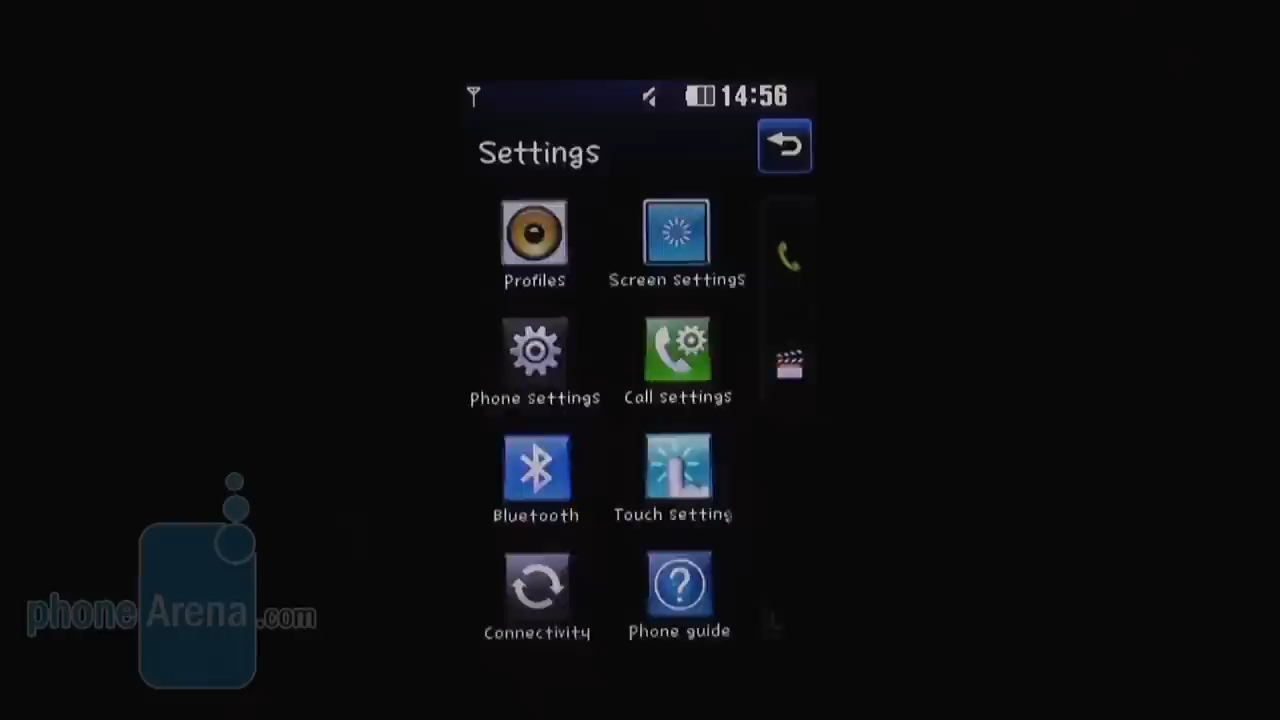 14:56
Settings
Profiles
Screen settings
Phone settings
Call settings
Bluetooth
Touch setting
Connectivity
Phone guide
phoneArena.com